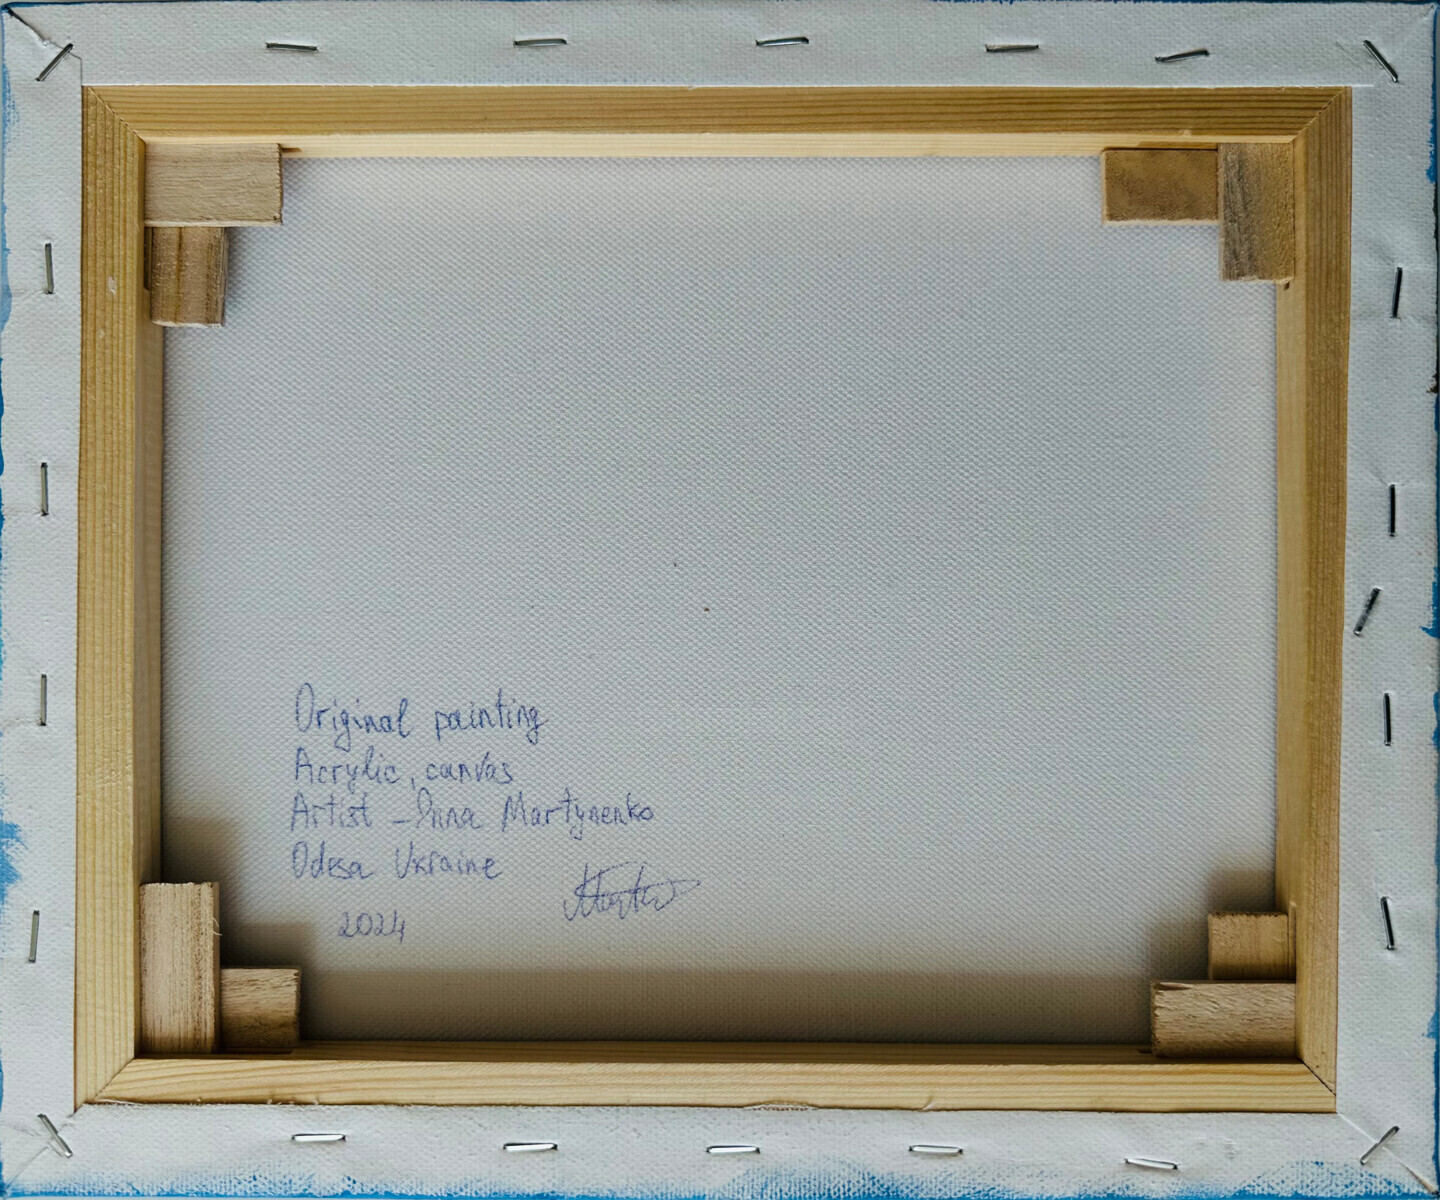 Original painting
Acrylic, canvas
Artist - Inna Martynenko
Odesa Ukraine
2024